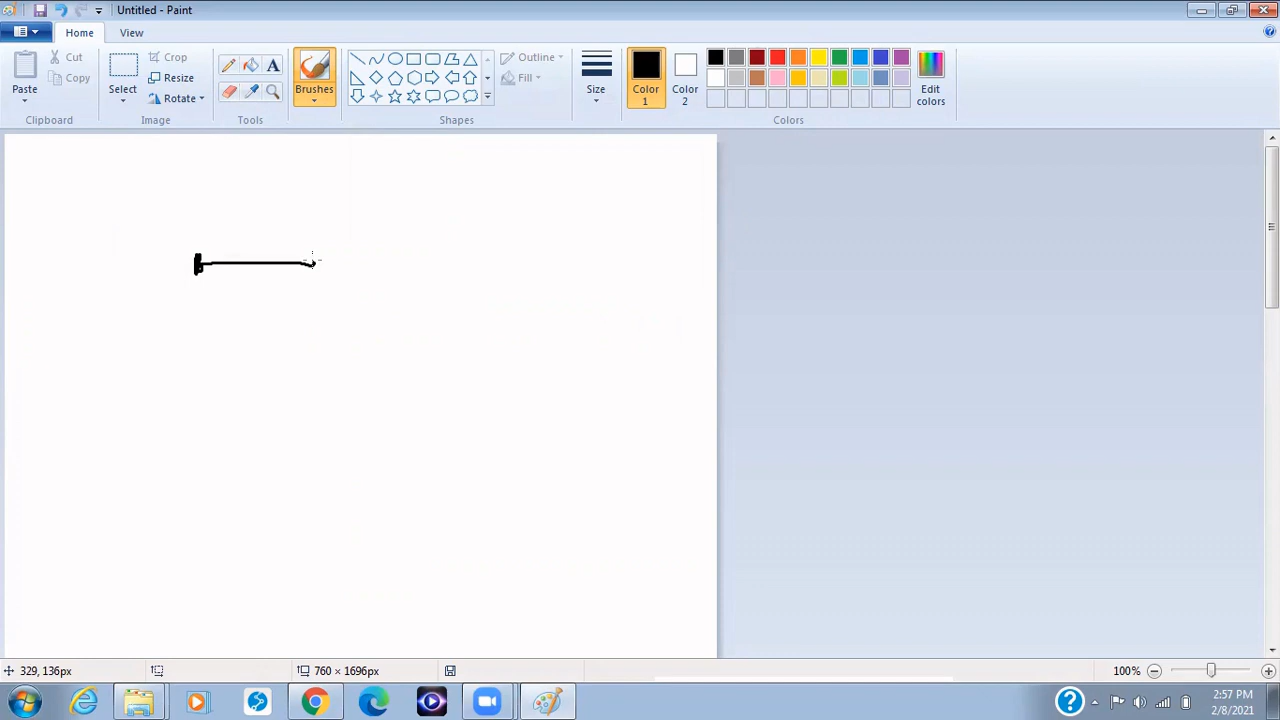 Untitled - Paint
Home
View
Paste
Cut
Copy
Clipboard
Select
Crop
Resize
Rotate
Image
A
Tools
Brushes
Outline
Fill
Shapes
Size
Color
1
Color
2
Edit
colors
Colors
329, 136px
760 × 1696px
100%
2:57 PM
2/8/2021